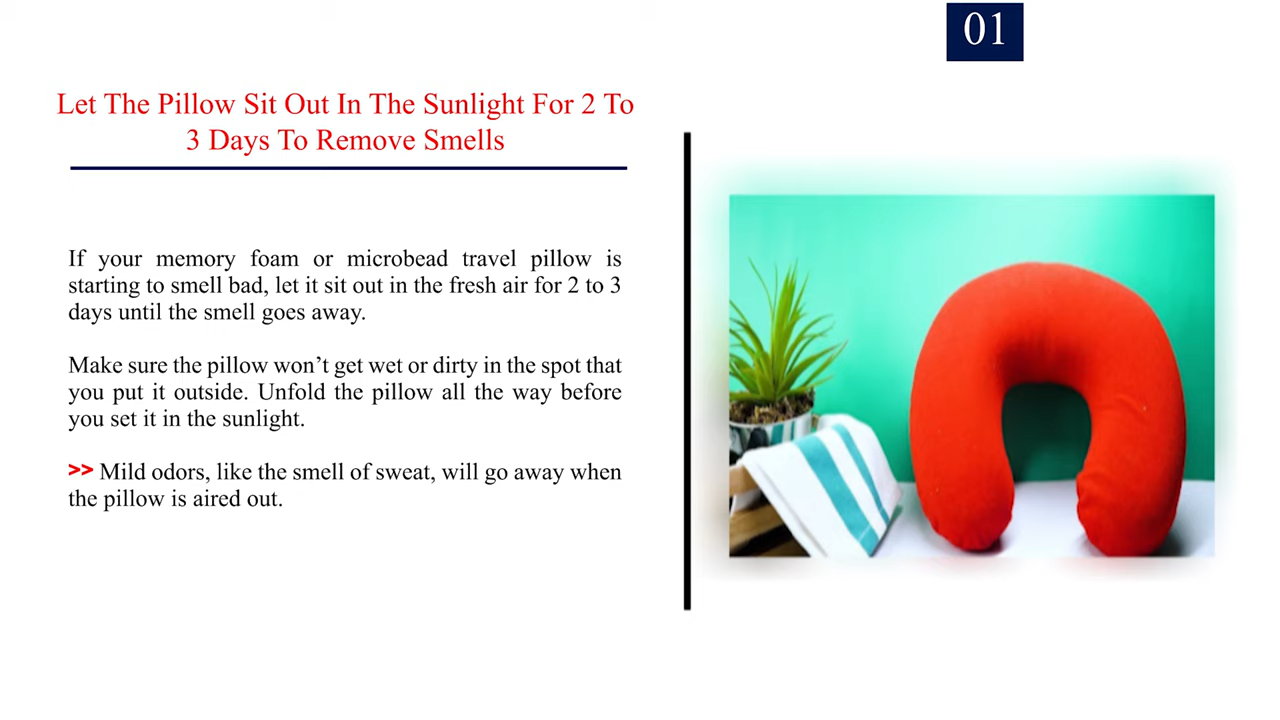 01
Let The Pillow Sit Out In The Sunlight For 2 To
3 Days To Remove Smells
If your memory foam or microbead travel pillow is
starting to smell bad, let it sit out in the fresh air for 2 to 3
days until the smell goes away.
Make sure the pillow won’t get wet or dirty in the spot that
you put it outside. Unfold the pillow all the way before
you set it in the sunlight.
>> Mild odors, like the smell of sweat, will go away when
the pillow is aired out.